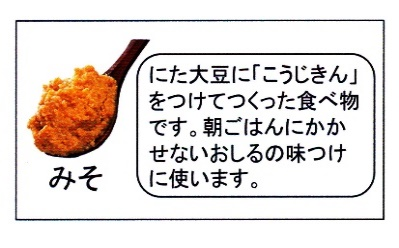 にた大豆に「こうじきん」
をつけてつくった食べ物
です。朝ごはんにかか
せないおしるの味つけ
に使います。
みそ